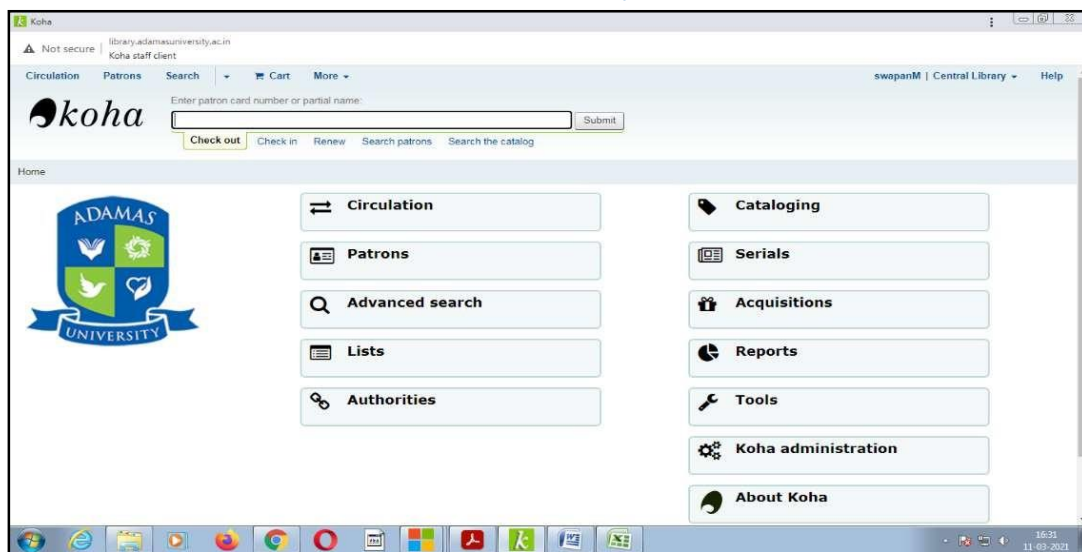 Koha
Not secure
library.adamasuniversity.ac.in
Koha staff client
Circulation Patrons Search Cart More swapanM | Central Library Help
koha
Enter patron card number or partial name:
Submit
Check out Check in Renew Search patrons Search the catalog
Home
ADAMAS
UNIVERSITY
Circulation
Patrons
Advanced search
Lists
Authorities
Cataloging
Serials
Acquisitions
Reports
Tools
Koha administration
About Koha
16:31
11-03-2021